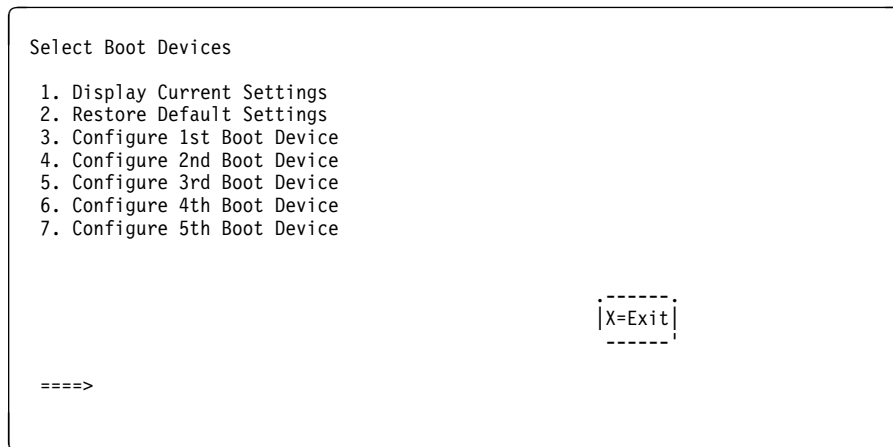 Select Boot Devices
1. Display Current Settings
2. Restore Default Settings
3. Configure 1st Boot Device
4. Configure 2nd Boot Device
5. Configure 3rd Boot Device
6. Configure 4th Boot Device
7. Configure 5th Boot Device
.------.
|X=Exit|
------'
====>